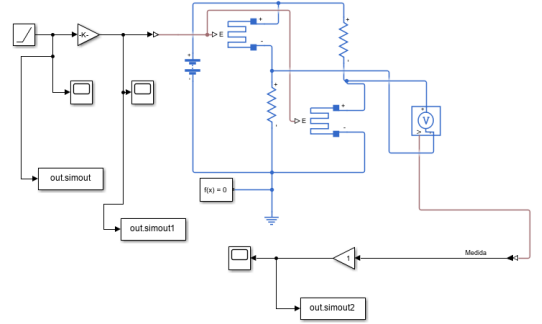 -K-
E
+
-
+
-
+
-
+
-
E
+
-
+
V
-
V
out.simout
f(x) = 0
out.simout1
Medida
1
out.simout2